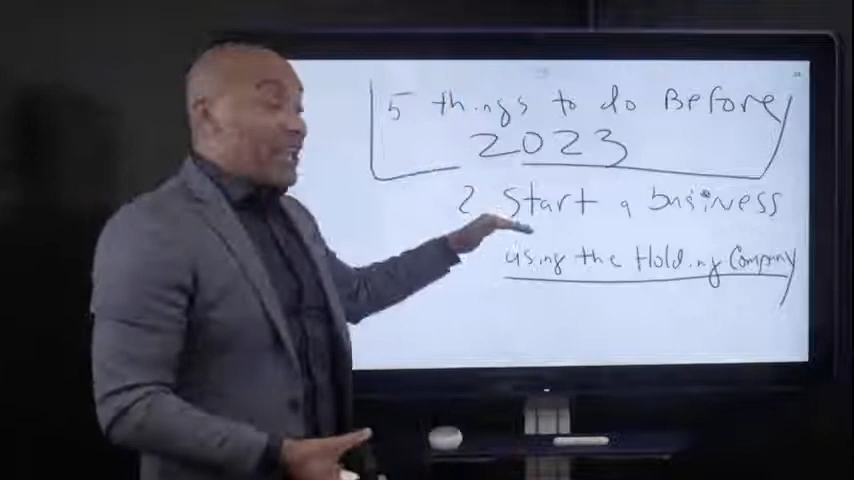 5 things to do Before
2023
2 Start a business
using the Holding Company